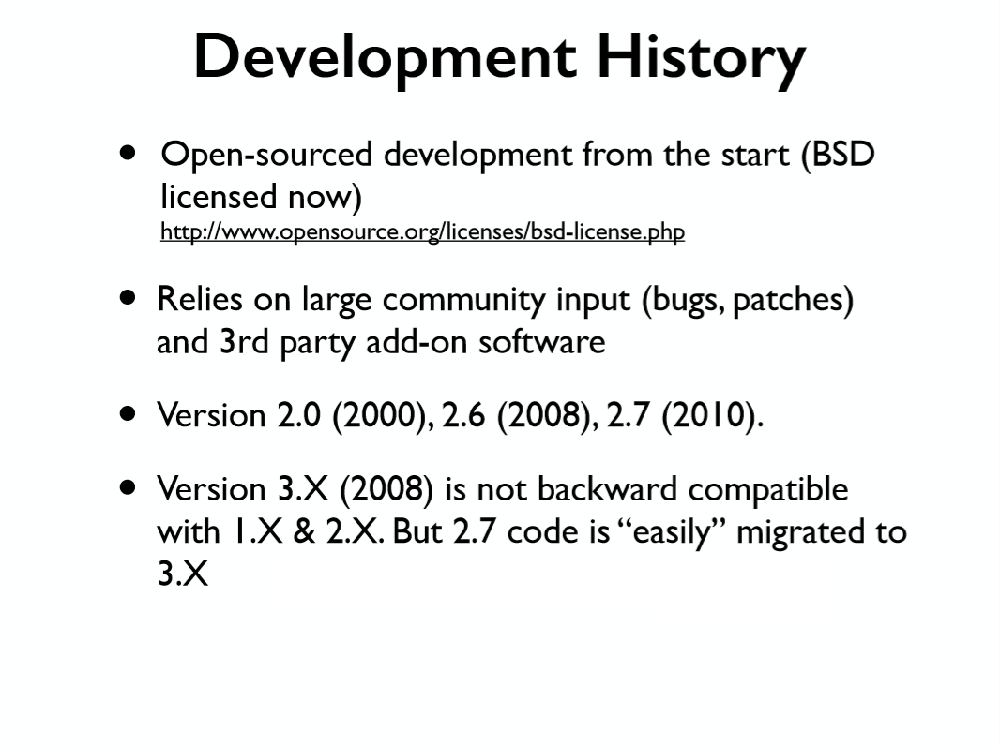 Development History
• Open-sourced development from the start (BSD
licensed now)
http://www.opensource.org/licenses/bsd-license.php
• Relies on large community input (bugs, patches)
and 3rd party add-on software
• Version 2.0 (2000), 2.6 (2008), 2.7 (2010).
• Version 3.X (2008) is not backward compatible
with 1.X & 2.X. But 2.7 code is “easily” migrated to
3.X